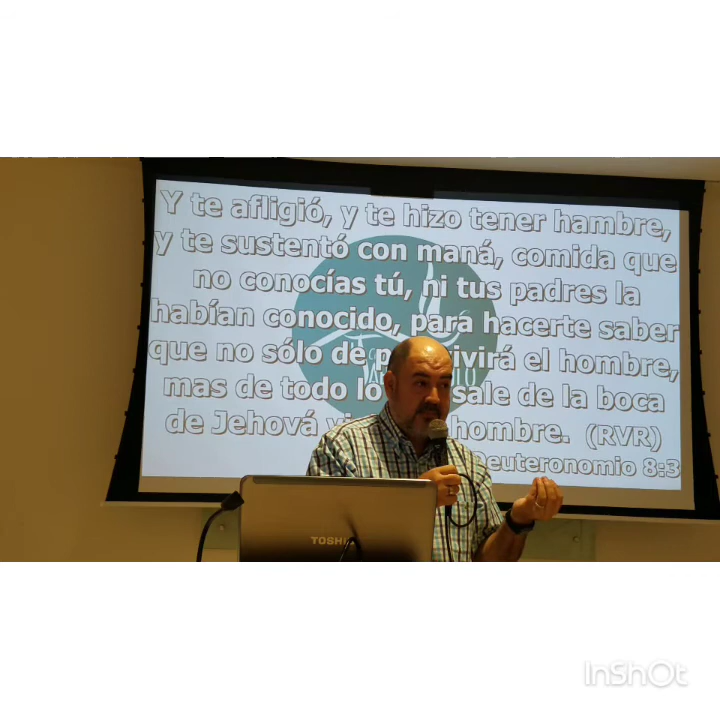 Y te afligió, y te hizo tener hambre,
y te sustentó con maná, comida que
no conocías tú, ni tus padres la
habían conocido, para hacerte saber
que no sólo de vivirá el hombre,
mas de todo lo sale de la boca
de Jehová hombre. (RVR)
Deuteronomio 8:3
TOSHI
InShOt